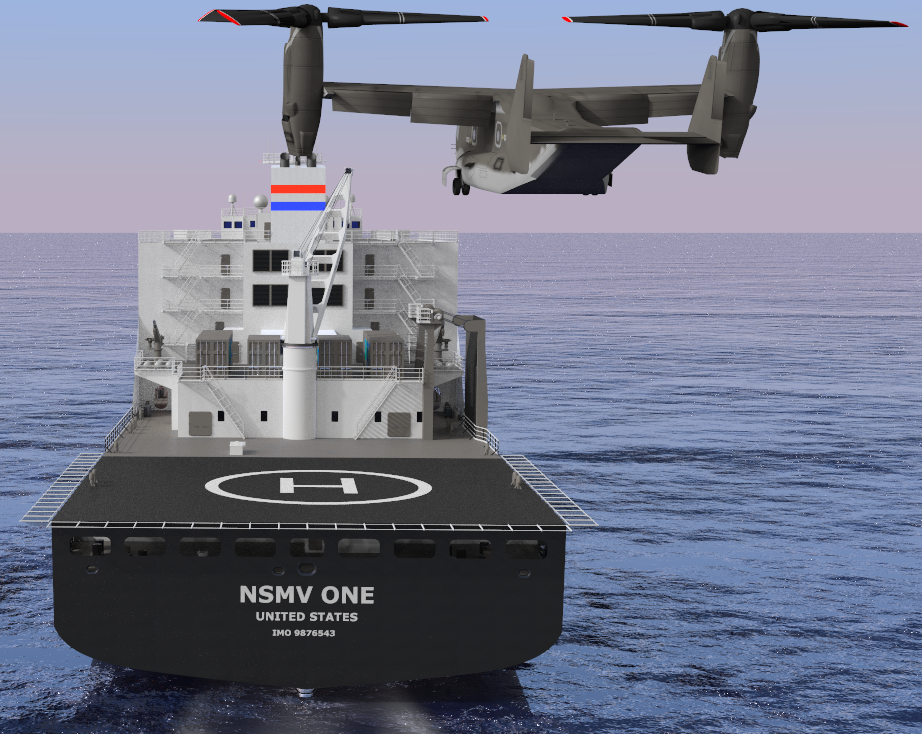 H
NSMV ONE
UNITED STATES
IMO 9876543